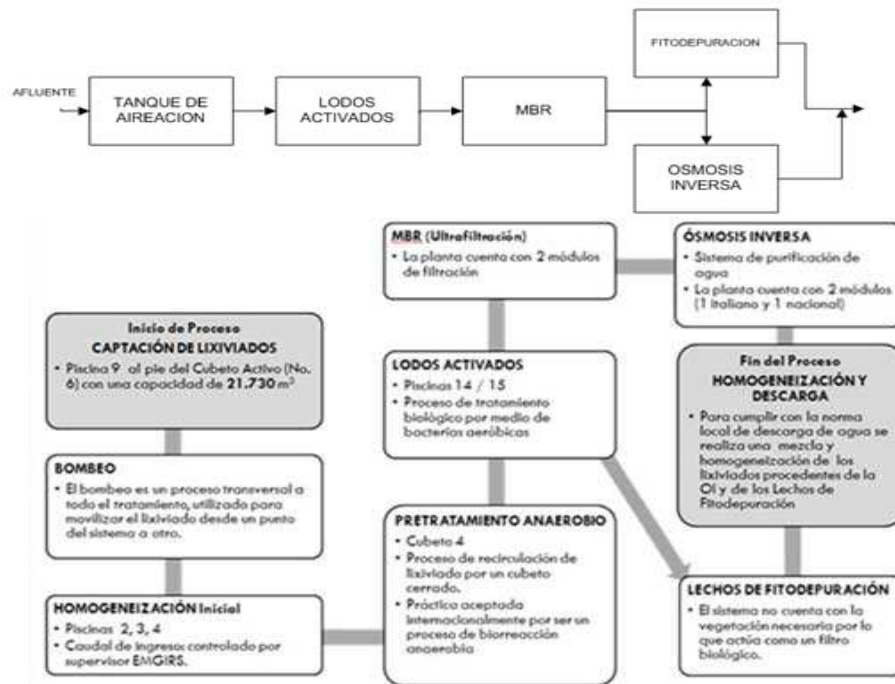 AFLUENTE
TANQUE DE
AIREACION
LODOS
ACTIVADOS
MBR
FITODEPURACION
OSMOSIS
INVERSA
MBR (Ultrafiltración)
• La planta cuenta con 2 módulos
de filtración
ÓSMOSIS INVERSA
• Sistema de purificación de
agua
• La planta cuenta con 2 módulos
(1 italiano y 1 nacional)
Inicio de Proceso
CAPTACIÓN DE LIXIVIADOS
• Piscina 9 al pie del Cubeto Activo (No.
6) con una capacidad de 21.730 m³
LODOS ACTIVADOS
• Piscinas 14 / 15
• Proceso de tratamiento
biológico por medio de
bacterias aeróbicas
Fin del Proceso
HOMOGENEIZACIÓN Y
DESCARGA
• Para cumplir con la norma
local de descarga de agua se
realiza una mezcla y
homogeneización de los
lixiviados procedentes de la
OI y de los Lechos de
Fitodepuración
BOMBEO
• El bombeo es un proceso transversal a
todo el tratamiento, utilizado para
movilizar el lixiviado desde un punto
del sistema a otro.
PRETRATAMIENTO ANAEROBIO
• Cubeto 4
• Proceso de recirculación de
lixiviado por un cubeto
cerrado.
• Práctica aceptada
internacionalmente por ser un
proceso de biorreacción
anaerobia
HOMOGENEIZACIÓN Inicial
• Piscinas 2, 3, 4
• Caudal de ingreso: controlado por
supervisor EMGIRS.
LECHOS DE FITODEPURACIÓN
• El sistema no cuenta con la
vegetación necesaria por lo
que actúa como un filtro
biológico.